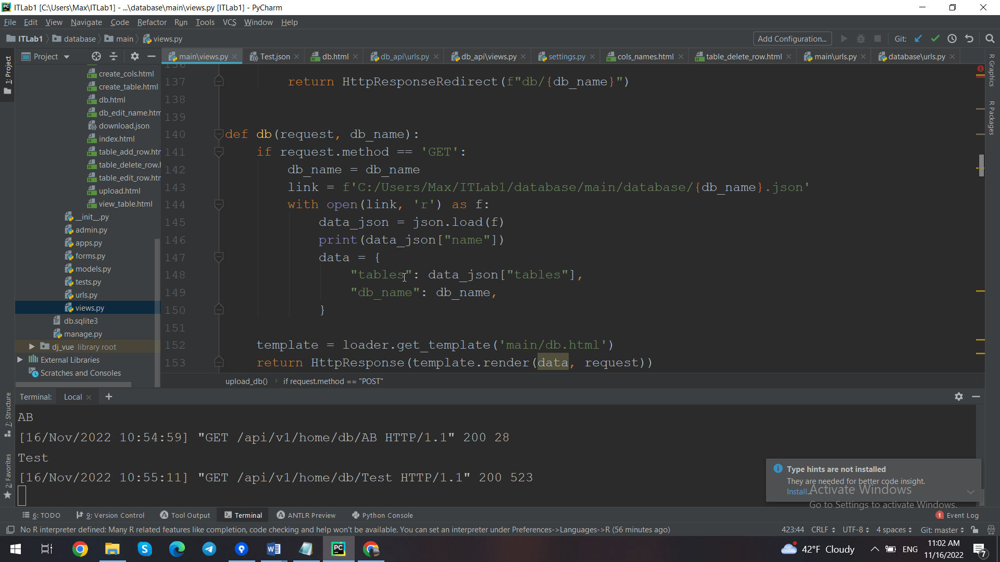 ITLab1 [C:\Users\Max\ITLab1] - ...\database\main\views.py [ITLab1] - PyCharm
File Edit View Navigate Code Refactor Run Tools VCS Window Help
ITLab1 database main views.py Add Configuration... Git:
Project main\views.py Test.json db.html db_api\urls.py db_api\views.py settings.py cols_names.html table_delete_row.html main\urls.py database\urls.py
1: Project
create_cols.html
create_table.html
db.html
db_edit_name.htm
download.json
index.html
table_add_row.htm
table_delete_row.h
table_edit_row.htm
upload.html
view_table.html
__init__.py
admin.py
apps.py
forms.py
models.py
tests.py
urls.py
views.py
db.sqlite3
manage.py
dj_vue library root
External Libraries
Scratches and Consoles
136
137 return HttpResponseRedirect(f"db/{db_name}")
138
139
140 def db(request, db_name):
141 if request.method == 'GET':
142 db_name = db_name
143 link = f'C:/Users/Max/ITLab1/database/main/database/{db_name}.json'
144 with open(link, 'r') as f:
145 data_json = json.load(f)
146 print(data_json["name"])
147 data = {
148 "tables": data_json["tables"],
149 "db_name": db_name,
150 }
151
152 template = loader.get_template('main/db.html')
153 return HttpResponse(template.render(data, request))
R Graphics
R Packages
upload_db() › if request.method == "POST"
7: Structure
2: Favorites
Terminal: Local +
AB
[16/Nov/2022 10:54:59] "GET /api/v1/home/db/AB HTTP/1.1" 200 28
Test
[16/Nov/2022 10:55:11] "GET /api/v1/home/db/Test HTTP/1.1" 200 523
Type hints are not installed
They are needed for better code insight.
Install...
Activate Windows
Go to Settings to activate Windows.
6: TODO 9: Version Control Tool Output Terminal ANTLR Preview Python Console 1 Event Log
No R interpreter defined: Many R related features like completion, code checking and help won't be available. You can set an interpreter under Preferences->Languages->R (56 minutes ago) 423:44 CRLF UTF-8 4 spaces Git: master
42°F Cloudy ENG 11:02 AM
11/16/2022 7